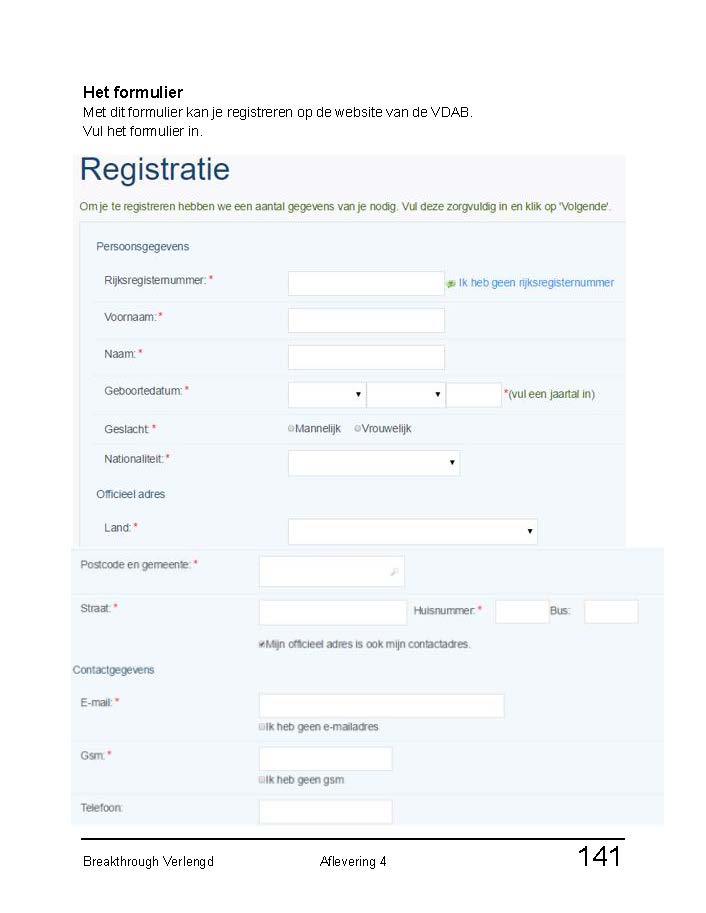 Het formulier
Met dit formulier kan je registreren op de website van de VDAB.
Vul het formulier in.
Registratie
Om je te registreren hebben we een aantal gegevens van je nodig. Vul deze zorgvuldig in en klik op 'Volgende'.
Persoonsgegevens
Rijksregisternummer: * Ik heb geen rijksregisternummer
Voornaam: *
Naam: *
Geboortedatum: * *(vul een jaartal in)
Geslacht: * Mannelijk Vrouwelijk
Nationaliteit: *
Officieel adres
Land: *
Postcode en gemeente: *
Straat: * Huisnummer: * Bus:
Mijn officieel adres is ook mijn contactadres.
Contactgegevens
E-mail: *
Ik heb geen e-mailadres
Gsm: *
Ik heb geen gsm
Telefoon:
Breakthrough Verlengd Aflevering 4 141